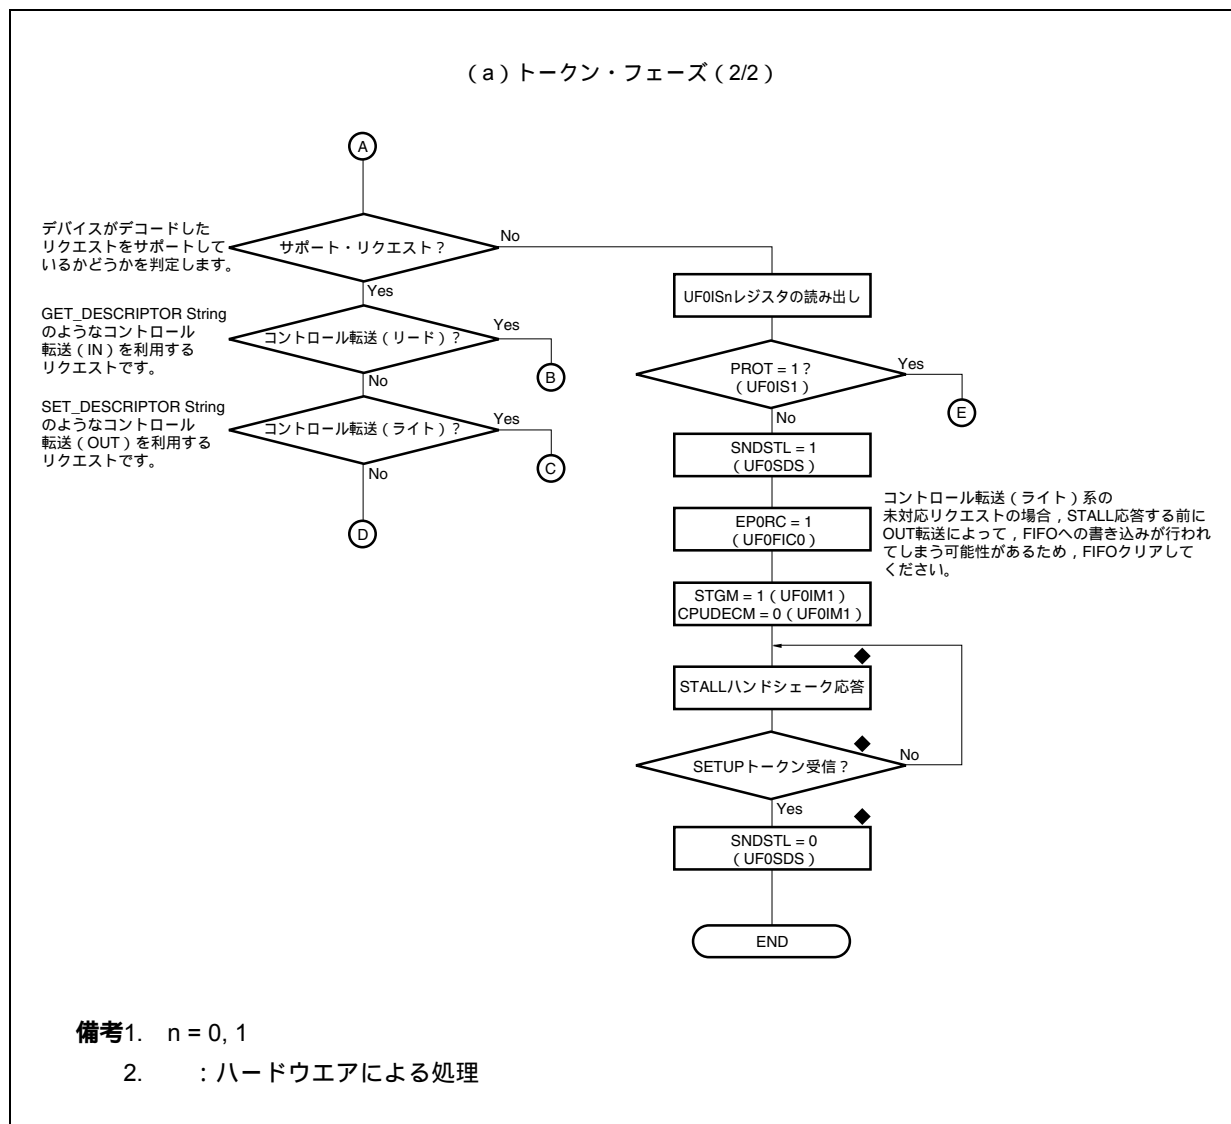 （a）トークン・フェーズ（2/2）
A
デバイスがデコードした
リクエストをサポートして
いるかどうかを判定します。
サポート・リクエスト？
No
Yes
UF0ISnレジスタの読み出し
GET_DESCRIPTOR String
のようなコントロール
転送（IN）を利用する
リクエストです。
コントロール転送（リード）？
Yes
B
No
PROT = 1？
（UF0IS1）
Yes
E
No
SET_DESCRIPTOR String
のようなコントロール
転送（OUT）を利用する
リクエストです。
コントロール転送（ライト）？
Yes
C
No
D
SNDSTL = 1
（UF0SDS）
EP0RC = 1
（UF0FIC0）
コントロール転送（ライト）系の
未対応リクエストの場合，STALL応答する前に
OUT転送によって，FIFOへの書き込みが行われ
てしまう可能性があるため，FIFOクリアして
ください。
STGM = 1（UF0IM1）
CPUDECM = 0（UF0IM1）
STALLハンドシェーク応答
SETUPトークン受信？
No
Yes
SNDSTL = 0
（UF0SDS）
END
備考1. n = 0, 1
2. ：ハードウエアによる処理